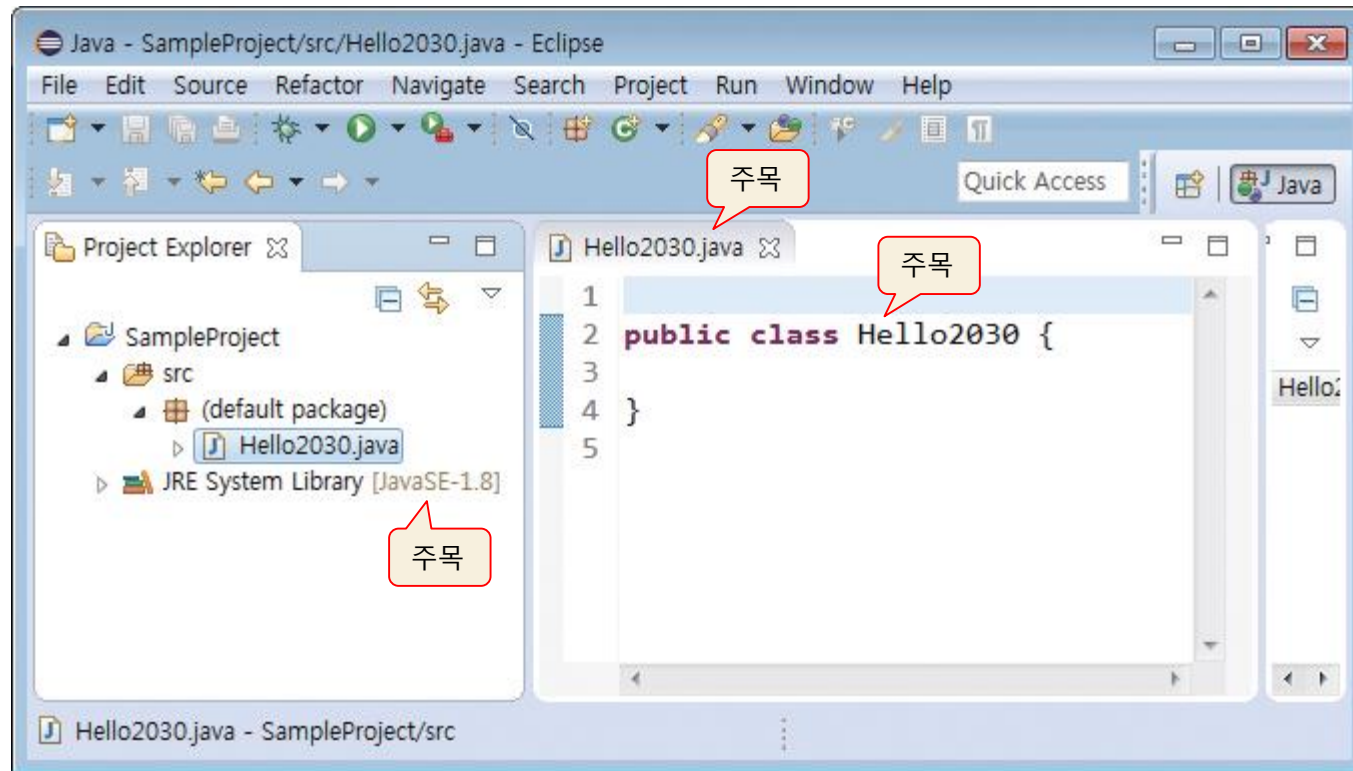 Java - SampleProject/src/Hello2030.java - Eclipse
File Edit Source Refactor Navigate Search Project Run Window Help
주목
Quick Access
Java
Project Explorer
Hello2030.java
주목
1
2 public class Hello2030 {
3
4 }
5
SampleProject
src
(default package)
Hello2030.java
JRE System Library [JavaSE-1.8]
주목
Hello2
Hello2030.java - SampleProject/src